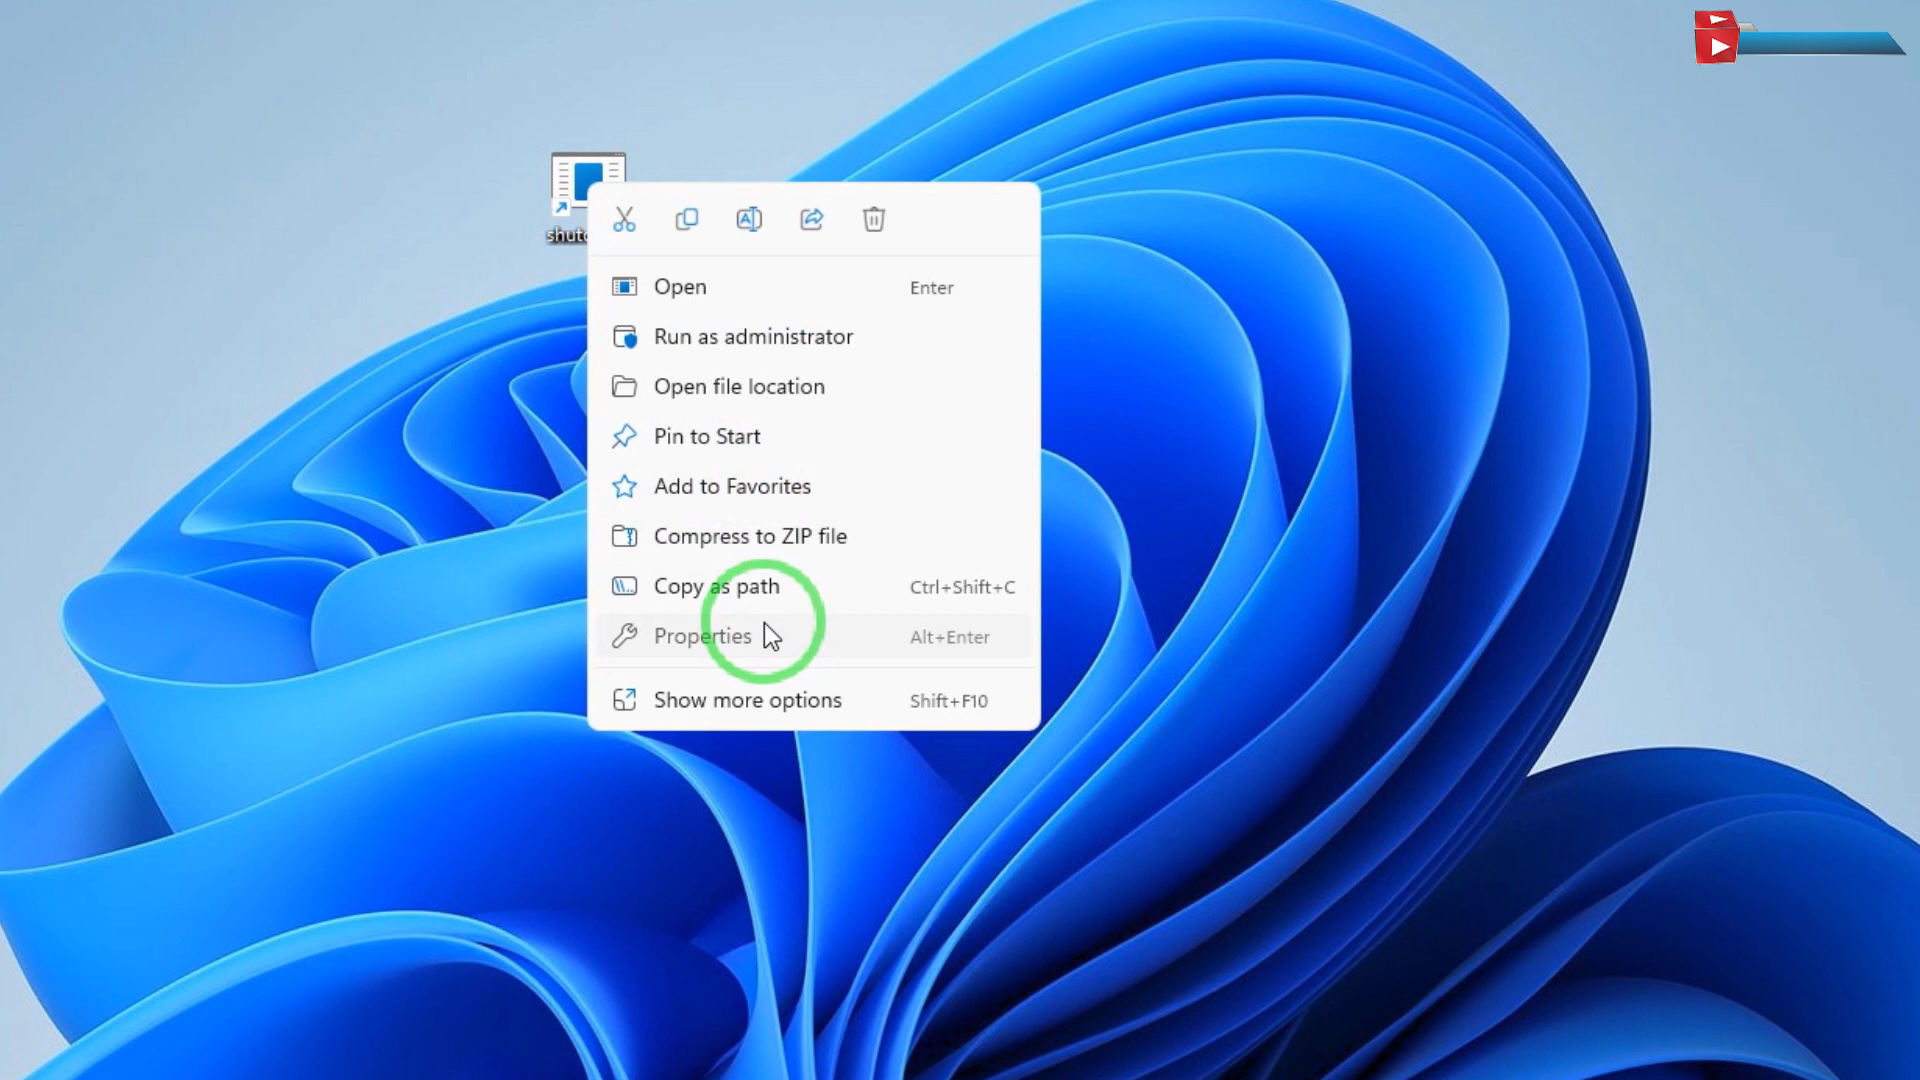 Open Enter
Run as administrator
Open file location
Pin to Start
Add to Favorites
Compress to ZIP file
Copy as path Ctrl+Shift+C
Properties Alt+Enter
Show more options Shift+F10